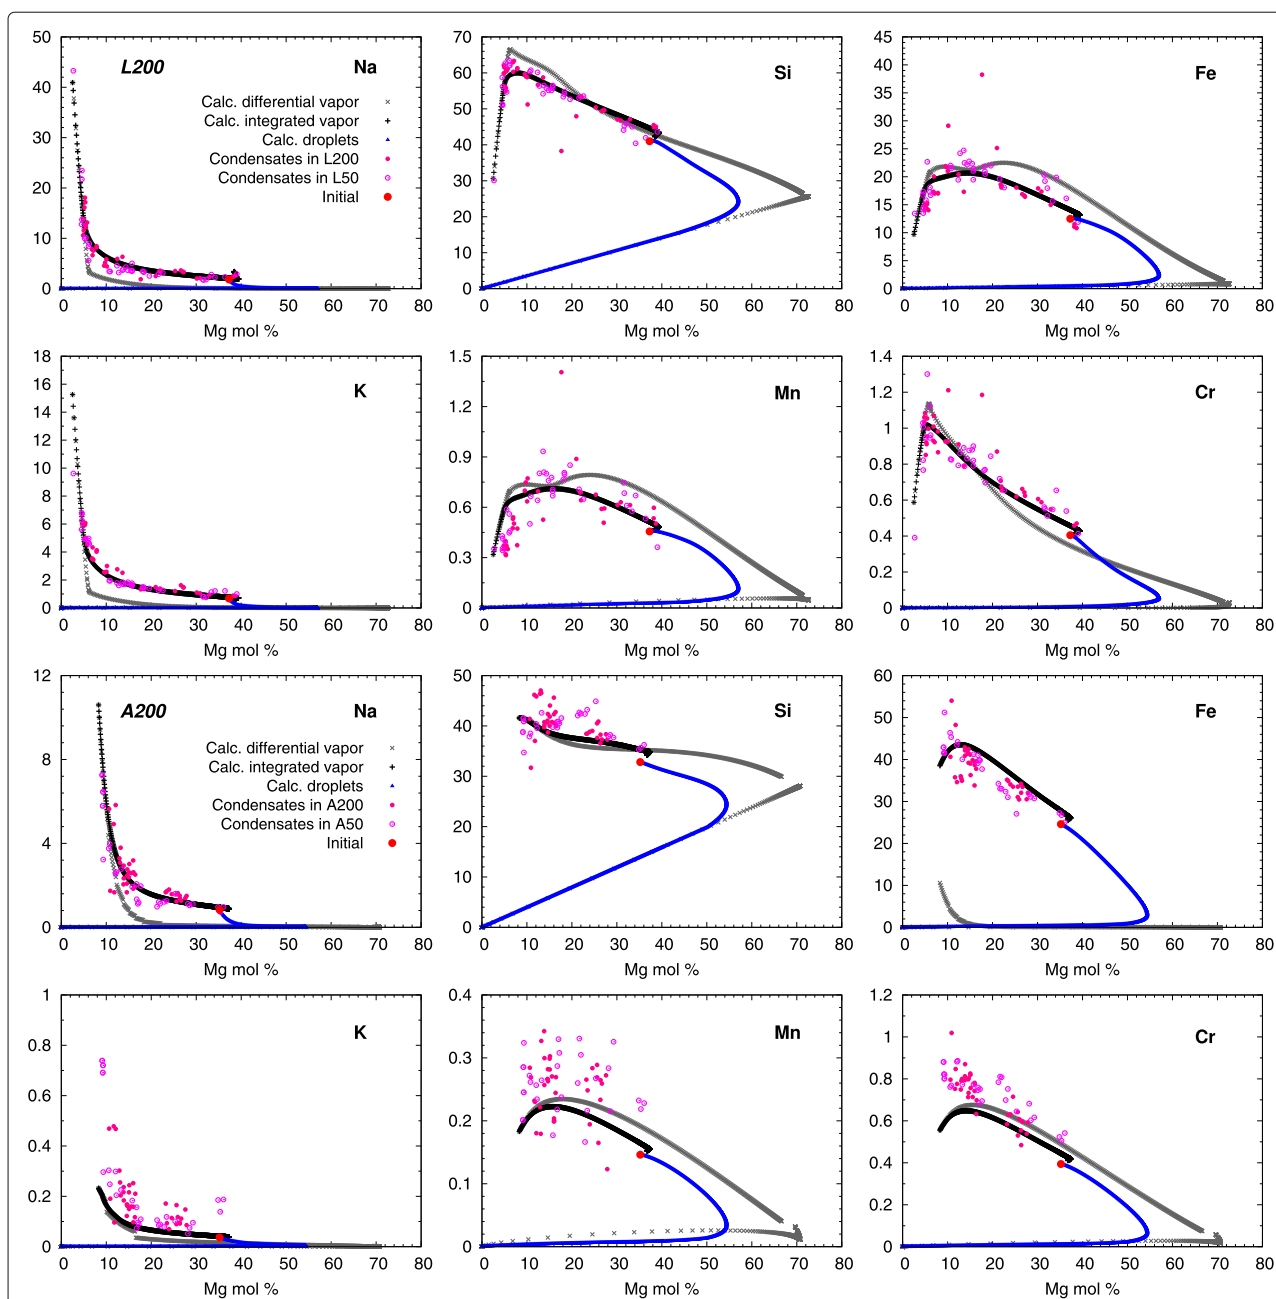 L200 Na
Calc. differential vapor
Calc. integrated vapor
Calc. droplets
Condensates in L200
Condensates in L50
Initial
50
40
30
20
10
0
0 10 20 30 40 50 60 70 80
Mg mol %
Si
70
60
50
40
30
20
10
0
0 10 20 30 40 50 60 70 80
Mg mol %
Fe
45
40
35
30
25
20
15
10
5
0
0 10 20 30 40 50 60 70 80
Mg mol %
K
18
16
14
12
10
8
6
4
2
0
0 10 20 30 40 50 60 70 80
Mg mol %
Mn
1.5
1.2
0.9
0.6
0.3
0
0 10 20 30 40 50 60 70 80
Mg mol %
Cr
1.4
1.2
1
0.8
0.6
0.4
0.2
0
0 10 20 30 40 50 60 70 80
Mg mol %
A200 Na
Calc. differential vapor
Calc. integrated vapor
Calc. droplets
Condensates in A200
Condensates in A50
Initial
12
8
4
0
0 10 20 30 40 50 60 70 80
Mg mol %
Si
50
40
30
20
10
0
0 10 20 30 40 50 60 70 80
Mg mol %
Fe
60
50
40
30
20
10
0
0 10 20 30 40 50 60 70 80
Mg mol %
K
1
0.8
0.6
0.4
0.2
0
0 10 20 30 40 50 60 70 80
Mg mol %
Mn
0.4
0.3
0.2
0.1
0
0 10 20 30 40 50 60 70 80
Mg mol %
Cr
1.2
1
0.8
0.6
0.4
0.2
0
0 10 20 30 40 50 60 70 80
Mg mol %